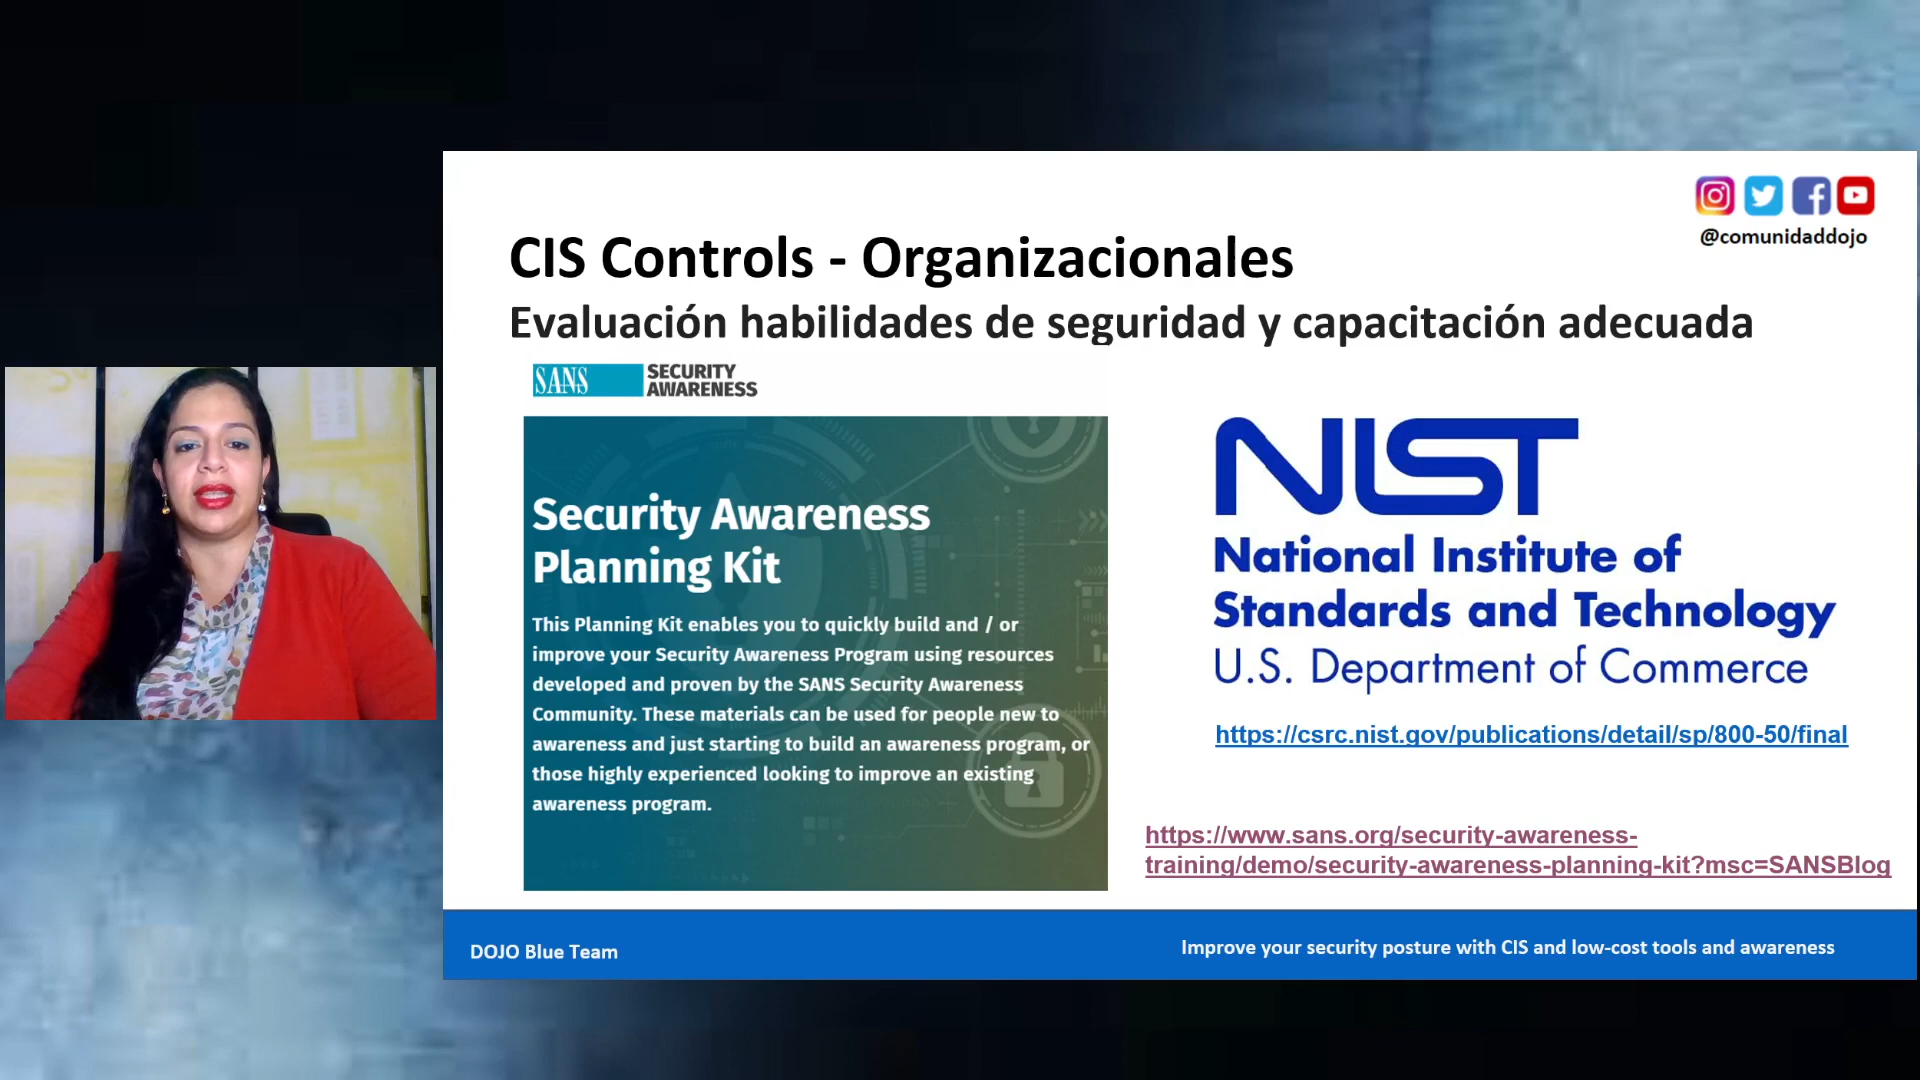 @comunidaddojo
CIS Controls - Organizacionales
Evaluación habilidades de seguridad y capacitación adecuada
SANS
SECURITY
AWARENESS
Security Awareness
Planning Kit
This Planning Kit enables you to quickly build and / or
improve your Security Awareness Program using resources
developed and proven by the SANS Security Awareness
Community. These materials can be used for people new to
awareness and just starting to build an awareness program, or
those highly experienced looking to improve an existing
awareness program.
NIST
National Institute of
Standards and Technology
U.S. Department of Commerce
https://csrc.nist.gov/publications/detail/sp/800-50/final
https://www.sans.org/security-awareness-
training/demo/security-awareness-planning-kit?msc=SANSBlog
DOJO Blue Team
Improve your security posture with CIS and low-cost tools and awareness